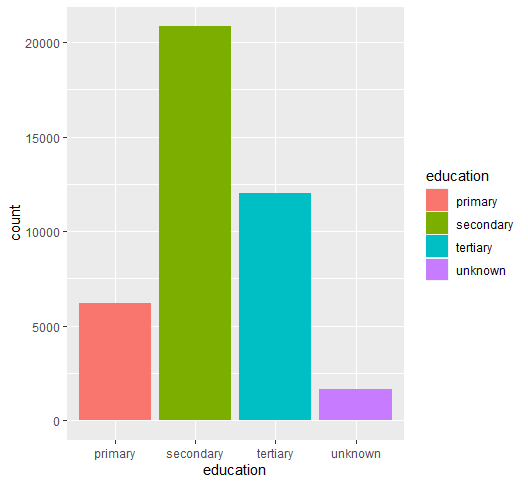 20000
15000
10000
5000
0
count
primary secondary tertiary unknown
education
education
primary
secondary
tertiary
unknown